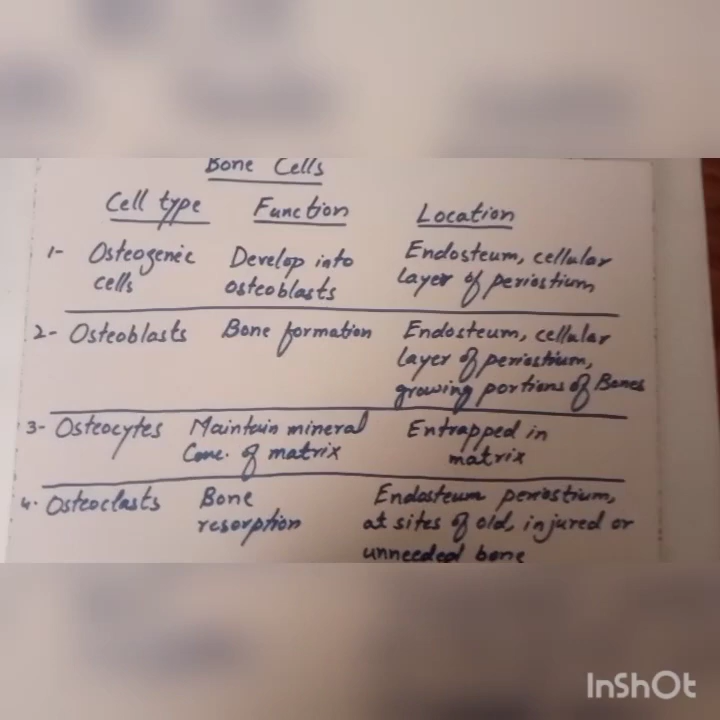 Bone Cells
Cell type Function Location
1- Osteogenic Develop into Endosteum, cellular
cells osteoblasts layer of periostium
2- Osteoblasts Bone formation Endosteum, cellular
layer of periostium,
growing portions of Bones
3- Osteocytes Maintain mineral Entrapped in
Conc. of matrix matrix
4. Osteoclasts Bone Endosteum periostium,
resorption at sites of old, injured or
unneeded bone
InShOt